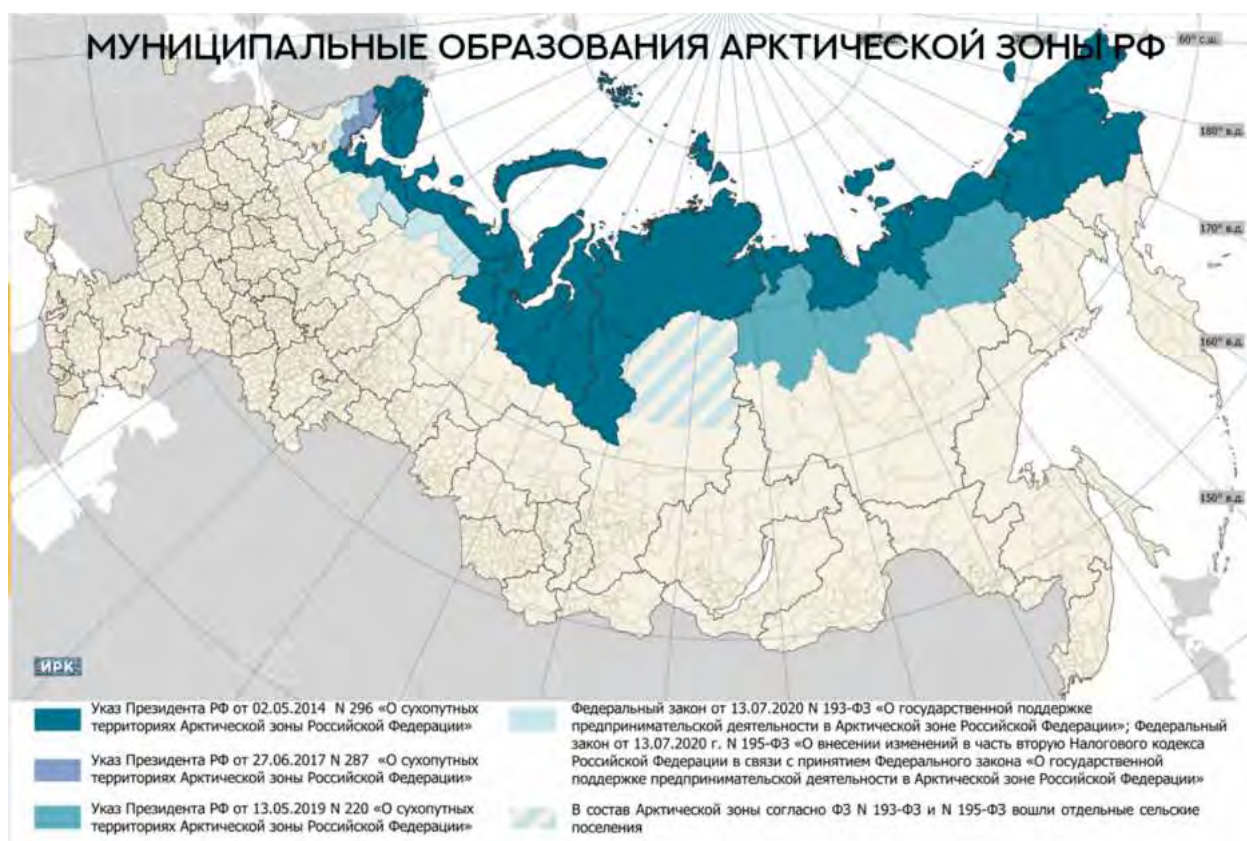 МУНИЦИПАЛЬНЫЕ ОБРАЗОВАНИЯ АРКТИЧЕСКОЙ ЗОНЫ РФ
60° с.ш.
180° в.д.
170° в.д.
160° в.д.
150° в.д.
ИРК
Указ Президента РФ от 02.05.2014 N 296 «О сухопутных
территориях Арктической зоны Российской Федерации»
Указ Президента РФ от 27.06.2017 N 287 «О сухопутных
территориях Арктической зоны Российской Федерации»
Указ Президента РФ от 13.05.2019 N 220 «О сухопутных
территориях Арктической зоны Российской Федерации»
Федеральный закон от 13.07.2020 N 193-ФЗ «О государственной поддержке
предпринимательской деятельности в Арктической зоне Российской Федерации»; Федеральный
закон от 13.07.2020 г. N 195-ФЗ «О внесении изменений в часть вторую Налогового кодекса
Российской Федерации в связи с принятием Федерального закона «О государственной
поддержке предпринимательской деятельности в Арктической зоне Российской Федерации»
В состав Арктической зоны согласно ФЗ N 193-ФЗ и N 195-ФЗ вошли отдельные сельские
поселения